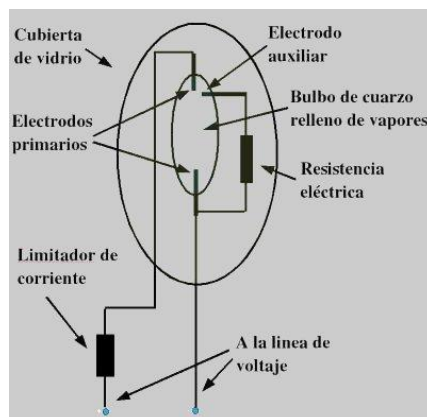 Cubierta
de vidrio
Electrodo
auxiliar
Electrodos
primarios
Bulbo de cuarzo
relleno de vapores
Resistencia
eléctrica
Limitador de
corriente
A la linea de
voltaje